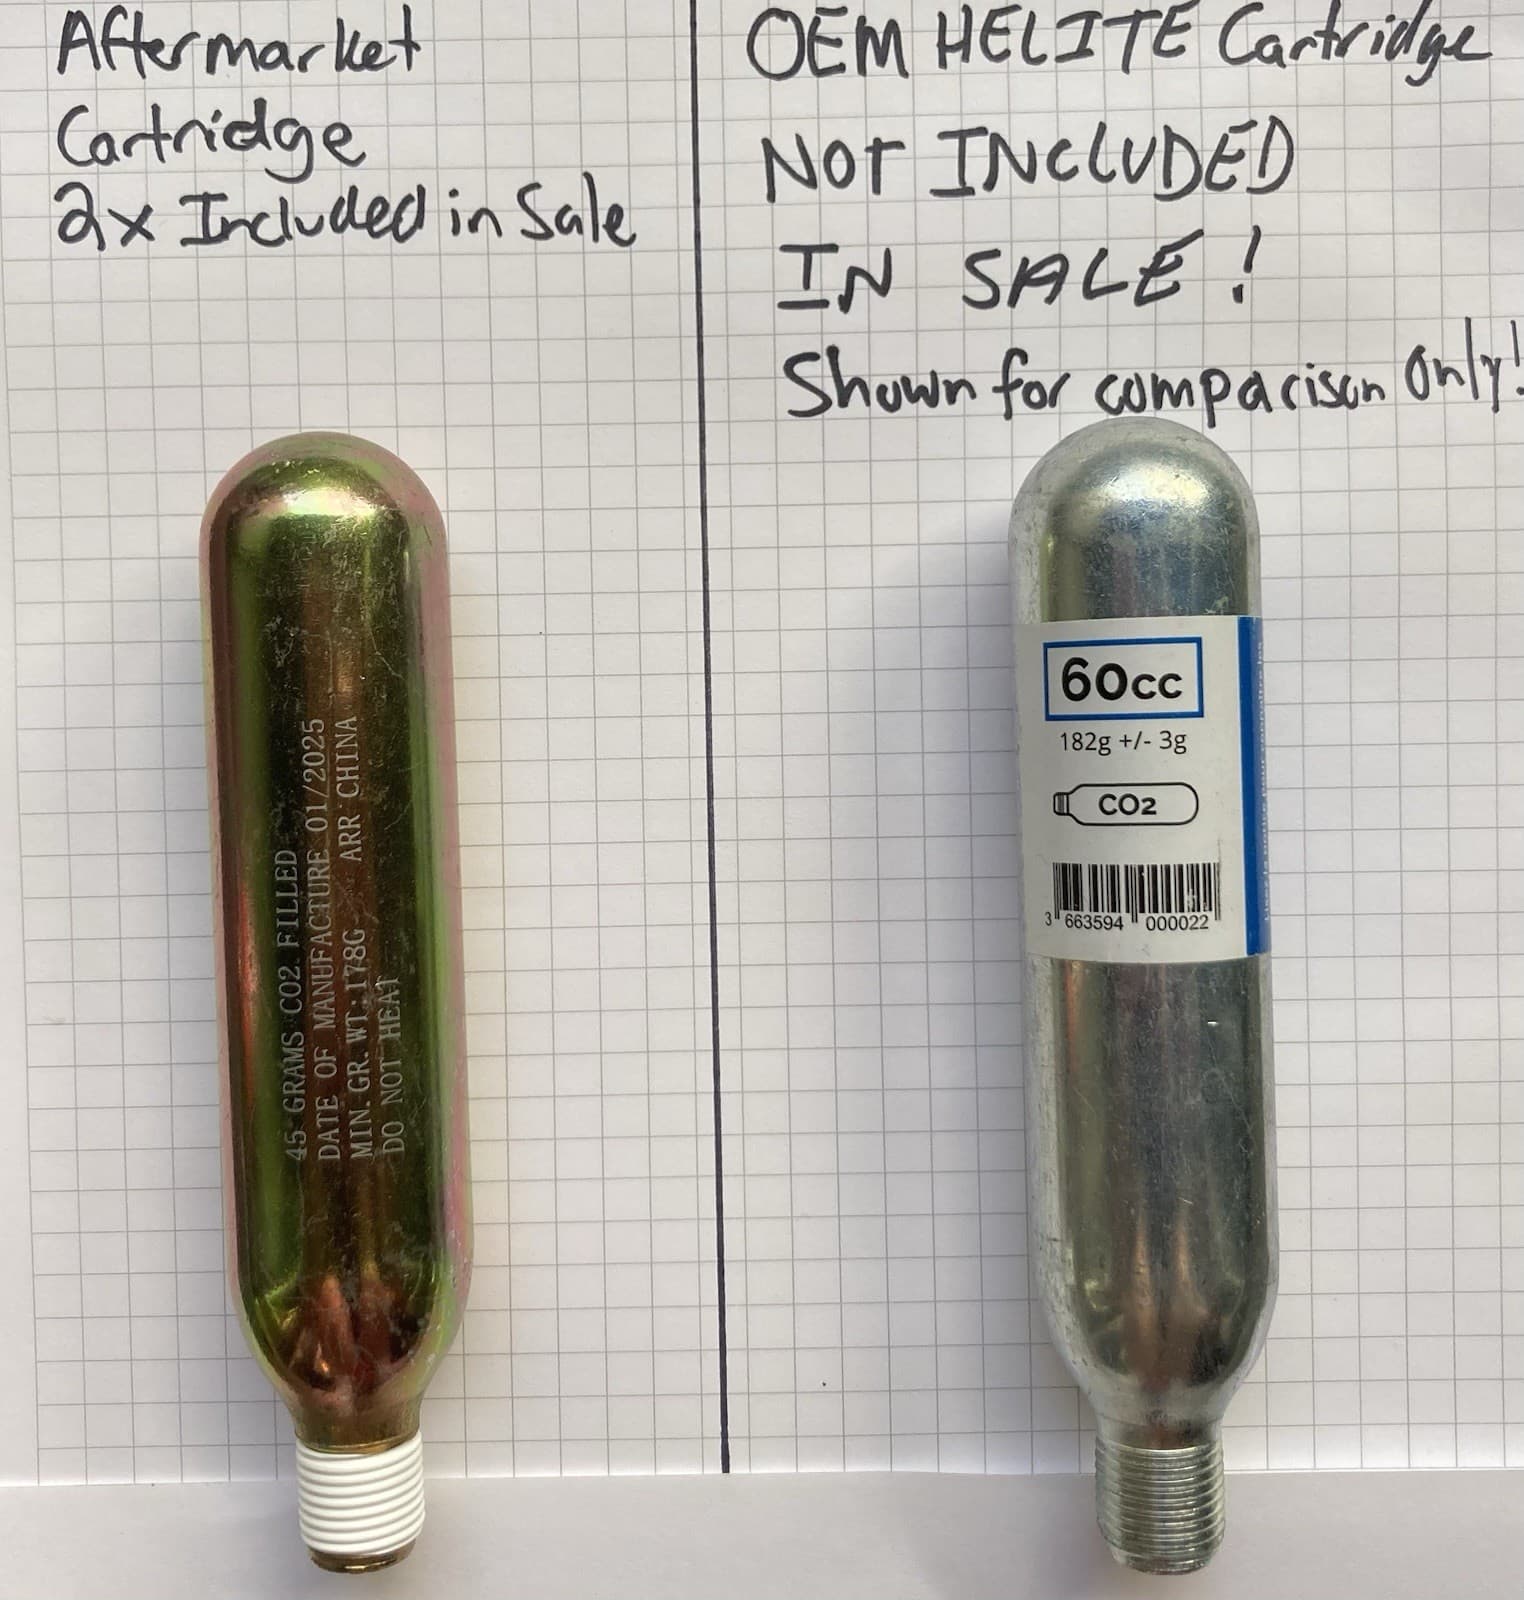 Aftermarket
Cartridge
2x Included in Sale
OEM HELITE Cartridge
NOT INCLUDED
IN SALE!
Shown for comparison Only!
45 GRAMS CO2 FILLED
DATE OF MANUFACTURE 01/2025
MIN.GR.WT:178G ARR CHINA
DO NOT HEAT
60cc
182g +/- 3g
CO2
3 663594 000022